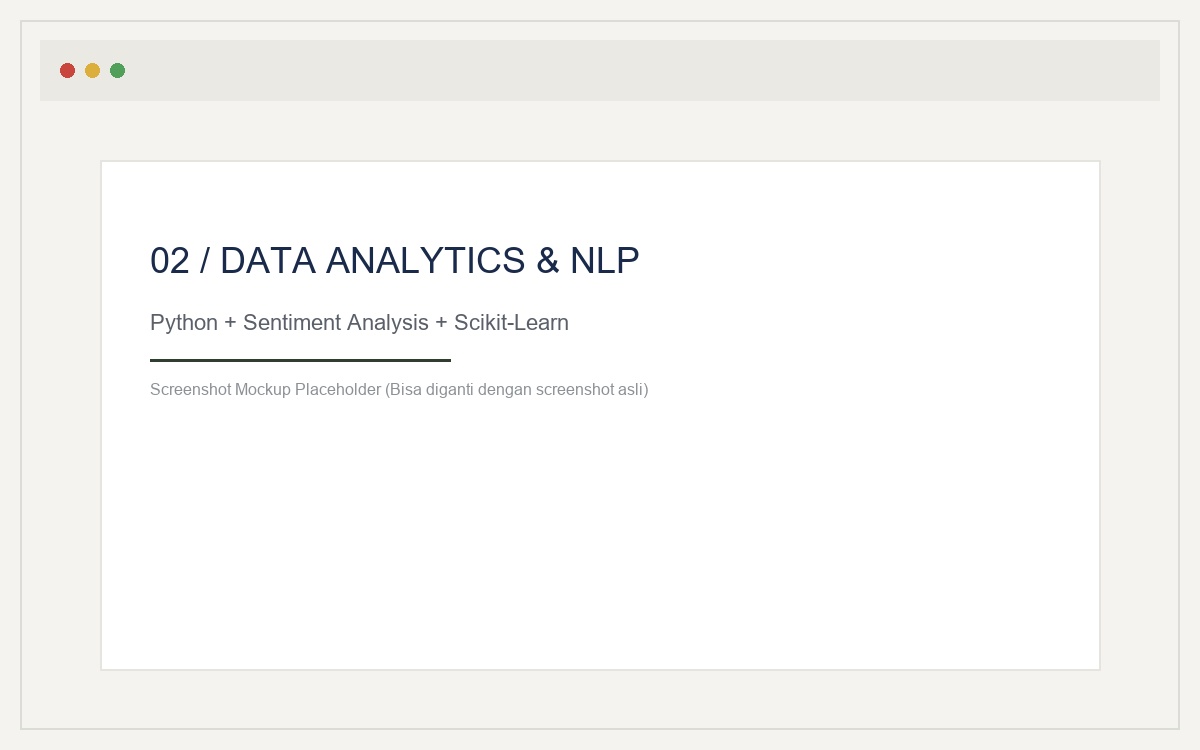 02 / DATA ANALYTICS & NLP
Python + Sentiment Analysis + Scikit-Learn
Screenshot Mockup Placeholder (Bisa diganti dengan screenshot asli)